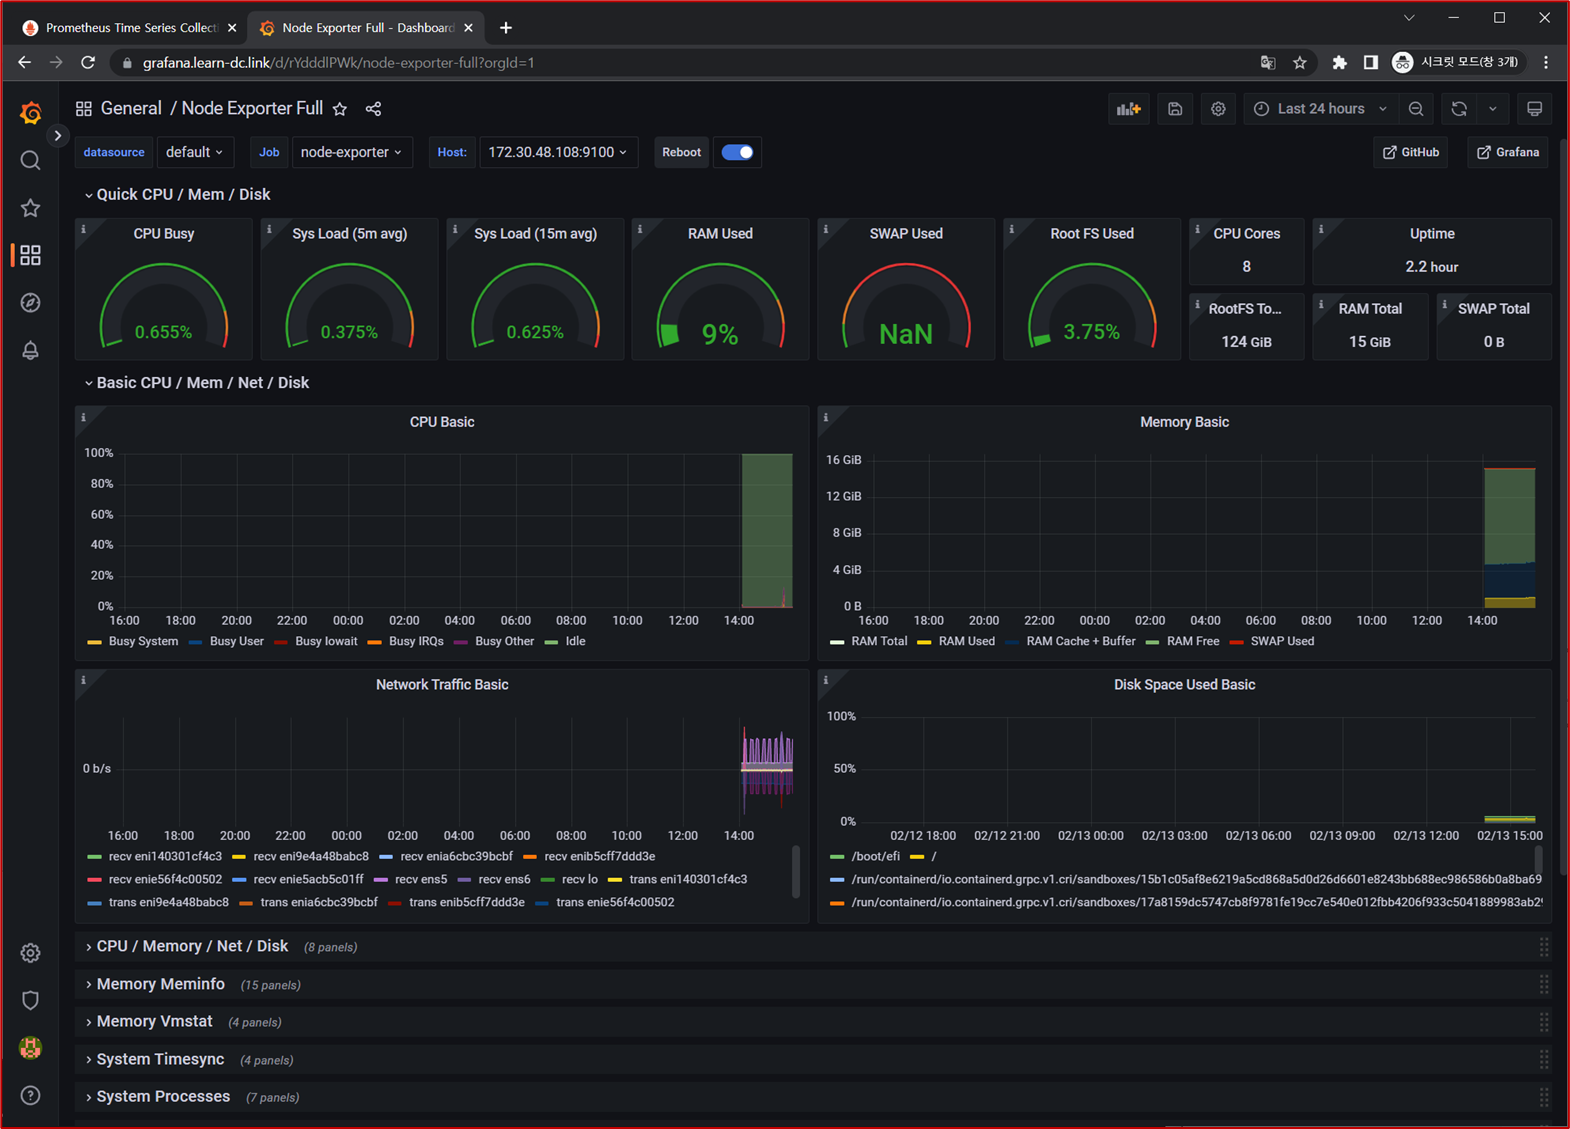 Prometheus Time Series Collecti
Node Exporter Full - Dashboard
grafana.learn-dc.link/d/rYdddlPWk/node-exporter-full?orgId=1
시크릿 모드(창 3개)
General / Node Exporter Full
Last 24 hours
datasource default Job node-exporter Host: 172.30.48.108:9100 Reboot GitHub Grafana
Quick CPU / Mem / Disk
CPU Busy
0.655%
Sys Load (5m avg)
0.375%
Sys Load (15m avg)
0.625%
RAM Used
9%
SWAP Used
NaN
Root FS Used
3.75%
CPU Cores
8
Uptime
2.2 hour
RootFS To...
124 GiB
RAM Total
15 GiB
SWAP Total
0 B
Basic CPU / Mem / Net / Disk
CPU Basic
100%
80%
60%
40%
20%
0%
16:00 18:00 20:00 22:00 00:00 02:00 04:00 06:00 08:00 10:00 12:00 14:00
Busy System Busy User Busy Iowait Busy IRQs Busy Other Idle
Memory Basic
16 GiB
12 GiB
8 GiB
4 GiB
0 B
16:00 18:00 20:00 22:00 00:00 02:00 04:00 06:00 08:00 10:00 12:00 14:00
RAM Total RAM Used RAM Cache + Buffer RAM Free SWAP Used
Network Traffic Basic
0 b/s
16:00 18:00 20:00 22:00 00:00 02:00 04:00 06:00 08:00 10:00 12:00 14:00
recv eni140301cf4c3 recv eni9e4a48babc8 recv enia6cbc39bcbf recv enib5cff7ddd3e
recv enie56f4c00502 recv enie5acb5c01ff recv ens5 recv ens6 recv lo trans eni140301cf4c3
trans eni9e4a48babc8 trans enia6cbc39bcbf trans enib5cff7ddd3e trans enie56f4c00502
Disk Space Used Basic
100%
50%
0%
02/12 18:00 02/12 21:00 02/13 00:00 02/13 03:00 02/13 06:00 02/13 09:00 02/13 12:00 02/13 15:00
/boot/efi /
/run/containerd/io.containerd.grpc.v1.cri/sandboxes/15b1c05af8e6219a5cd868a5d0d26d6601e8243bb688ec986586b0a8ba69
/run/containerd/io.containerd.grpc.v1.cri/sandboxes/17a8159dc5747cb8f9781fe19cc7e540e012fbb4206f933c5041889983ab29
CPU / Memory / Net / Disk (8 panels)
Memory Meminfo (15 panels)
Memory Vmstat (4 panels)
System Timesync (4 panels)
System Processes (7 panels)